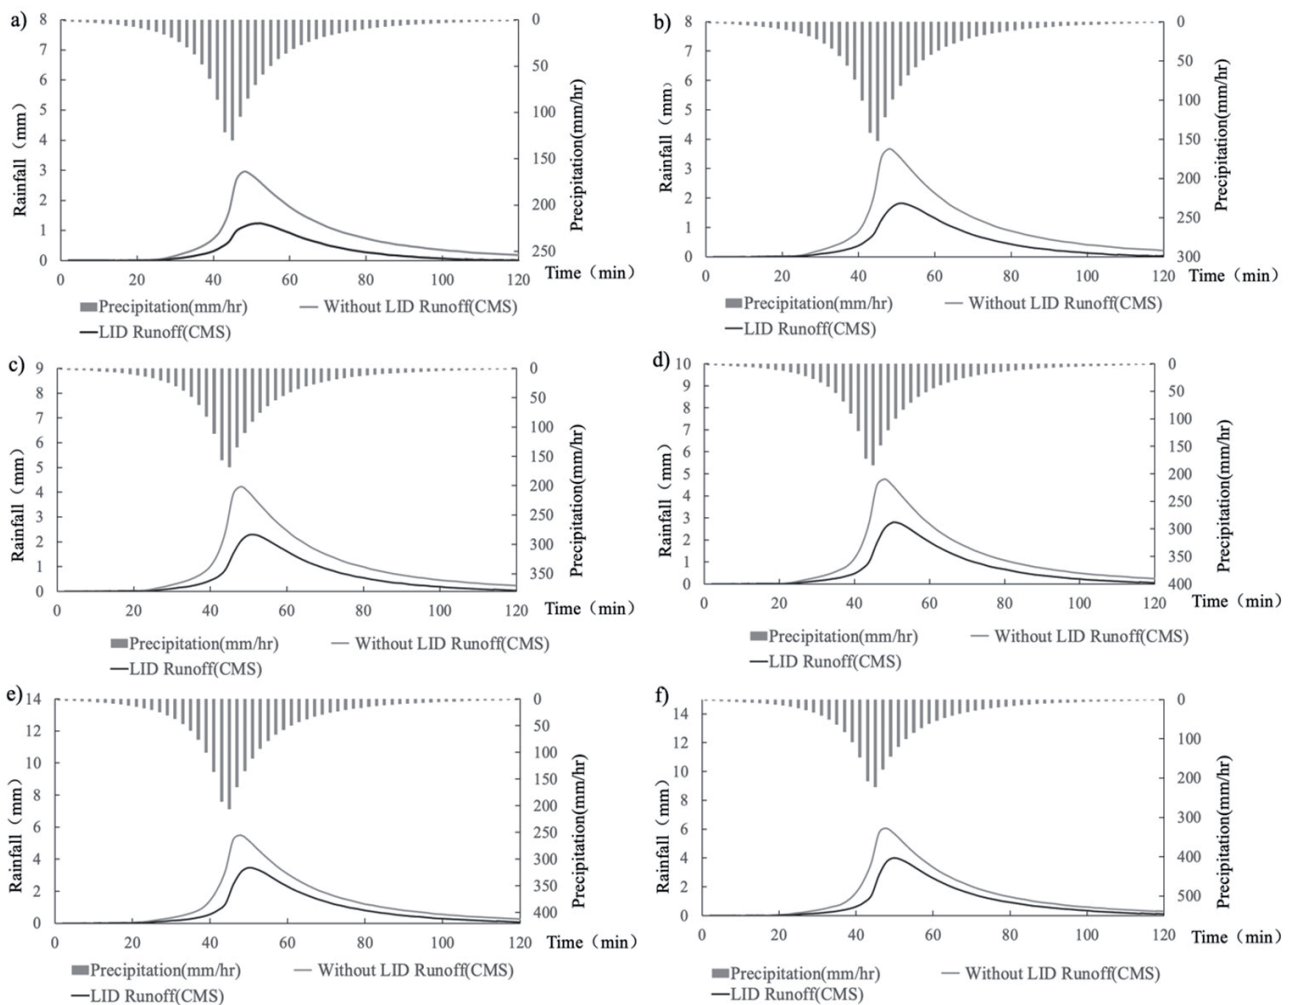 a)
8
7
6
5
4
3
2
1
0
Rainfall（mm）
0
50
100
150
200
250
Precipitation(mm/hr)
0 20 40 60 80 100 120
Time（min）
Precipitation(mm/hr) Without LID Runoff(CMS)
LID Runoff(CMS)
b)
8
7
6
5
4
3
2
1
0
Rainfall（mm）
0
50
100
150
200
250
300
Precipitation(mm/hr)
0 20 40 60 80 100 120
Time（min）
Precipitation(mm/hr) Without LID Runoff(CMS)
LID Runoff(CMS)
c)
9
8
7
6
5
4
3
2
1
0
Rainfall（mm）
0
50
100
150
200
250
300
350
Precipitation(mm/hr)
0 20 40 60 80 100 120
Time（min）
Precipitation(mm/hr) Without LID Runoff(CMS)
LID Runoff(CMS)
d)
10
9
8
7
6
5
4
3
2
1
0
Rainfall（mm）
0
50
100
150
200
250
300
350
400
Precipitation(mm/hr)
0 20 40 60 80 100 120
Time（min）
Precipitation(mm/hr) Without LID Runoff(CMS)
LID Runoff(CMS)
e)
14
12
10
8
6
4
2
0
Rainfall（mm）
0
50
100
150
200
250
300
350
400
Precipitation(mm/hr)
0 20 40 60 80 100 120
Time（min）
Precipitation(mm/hr) Without LID Runoff(CMS)
LID Runoff(CMS)
f)
14
12
10
8
6
4
2
0
Rainfall（mm）
0
100
200
300
400
500
Precipitation(mm/hr)
0 20 40 60 80 100 120
Time（min）
Precipitation(mm/hr) Without LID Runoff(CMS)
LID Runoff(CMS)